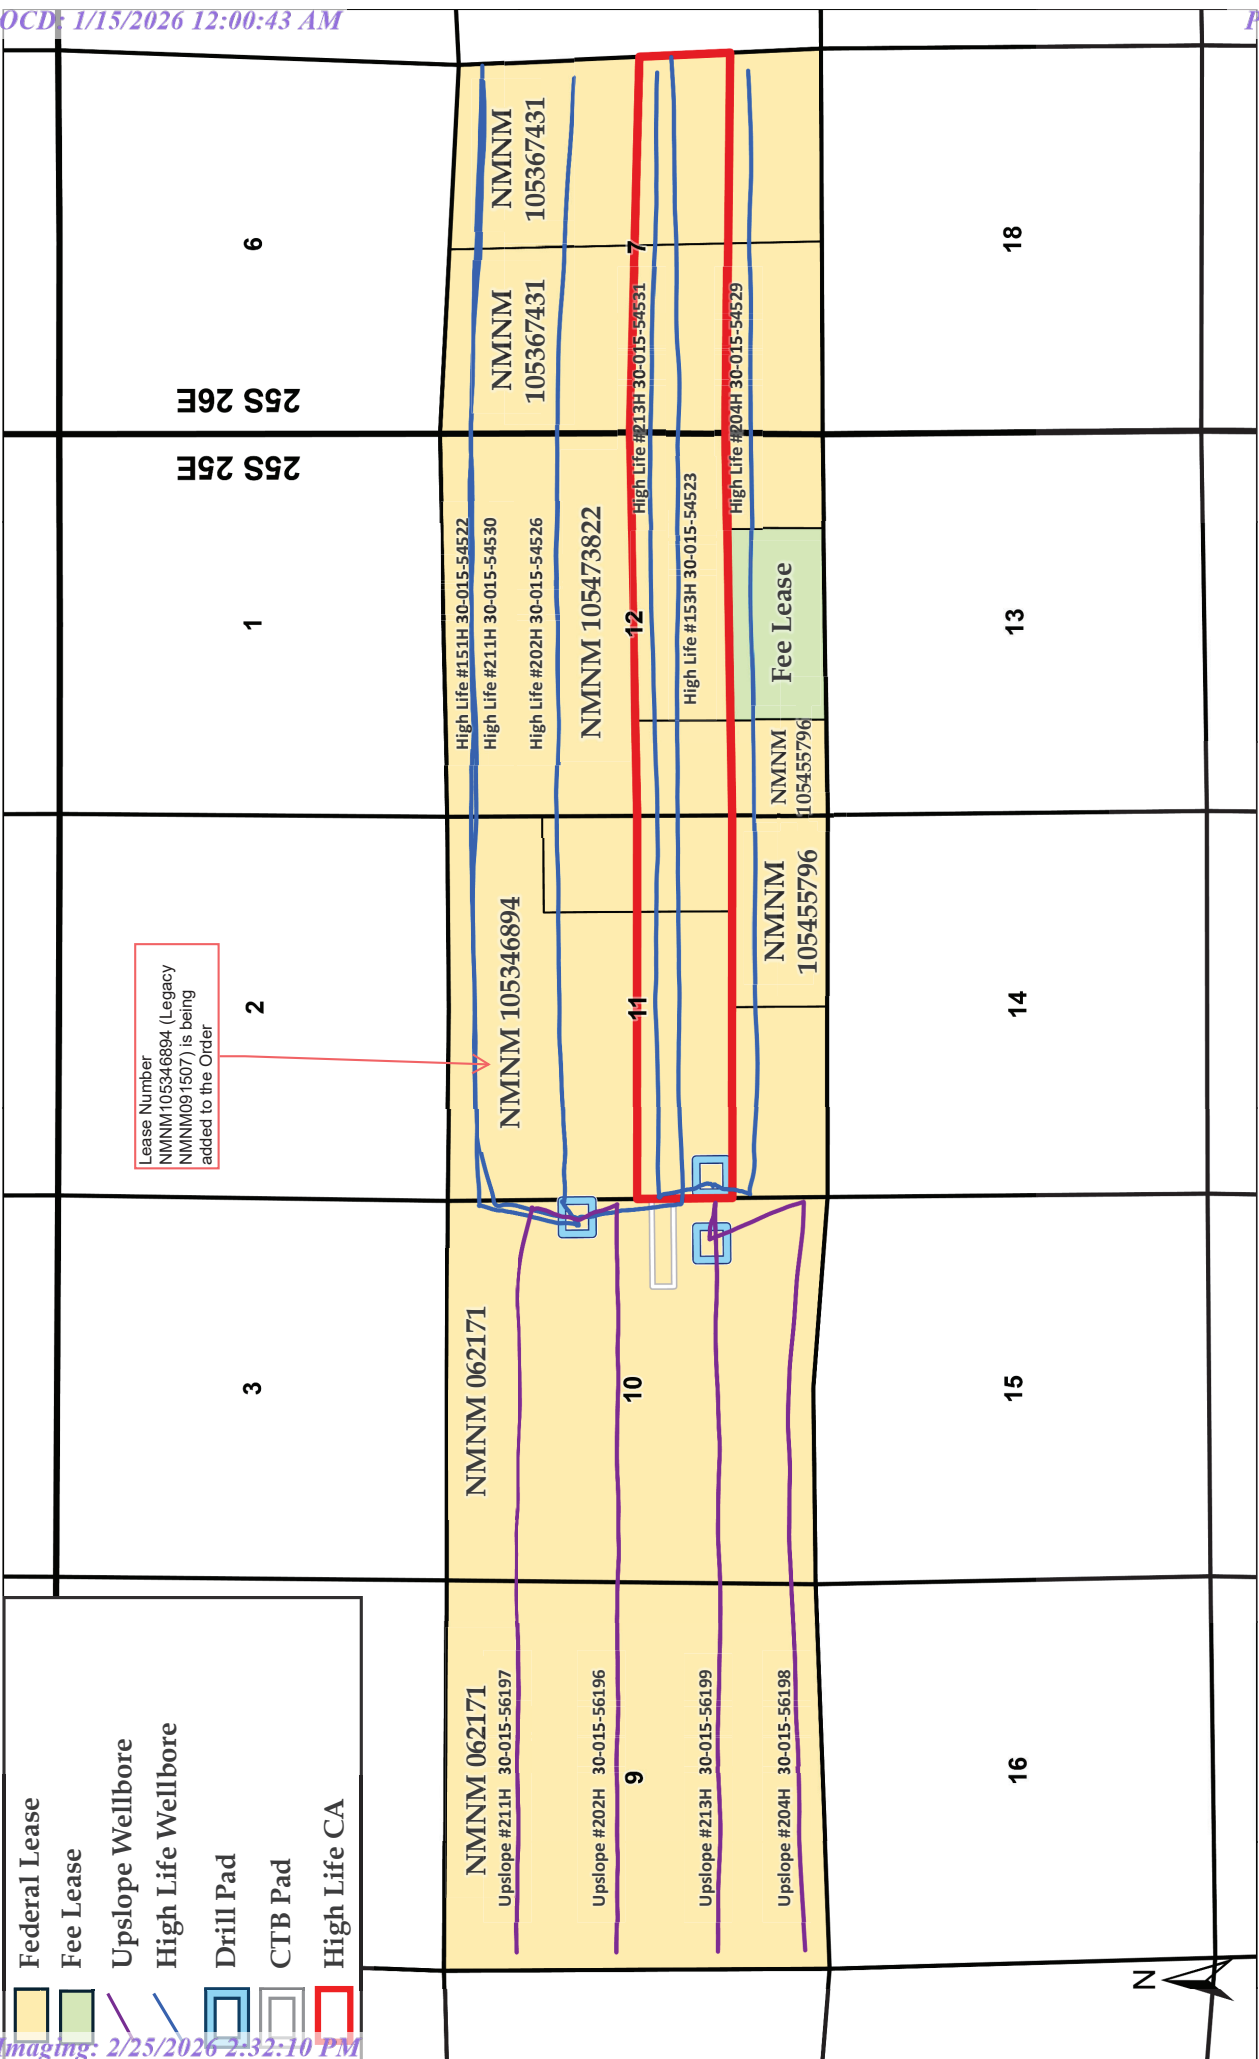 OCD: 1/15/2026 12:00:43 AM
P
6
NMNM
105367431
7
18
NMNM
105367431
25S 26E
25S 25E
High Life #213H 30-015-54531
High Life #204H 30-015-54529
High Life #151H 30-015-54522
High Life #211H 30-015-54530
High Life #202H 30-015-54526
NMNM 105473822
High Life #153H 30-015-54523
1
12
13
Fee Lease
NMNM
105455796
NMNM
105455796
NMNM 105346894
Lease Number
NMNM105346894 (Legacy
NMNM091507) is being
added to the Order
2
11
14
NMNM 062171
3
10
15
NMNM 062171
Upslope #211H 30-015-56197
Upslope #202H 30-015-56196
Upslope #213H 30-015-56199
Upslope #204H 30-015-56198
9
16
Federal Lease
Fee Lease
Upslope Wellbore
High Life Wellbore
Drill Pad
CTB Pad
High Life CA
N
Imaging: 2/25/2026 2:32:10 PM